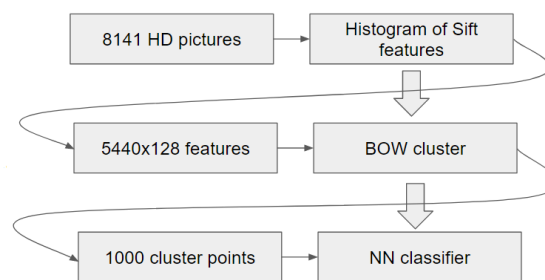 8141 HD pictures
Histogram of Sift
features
5440x128 features
BOW cluster
1000 cluster points
NN classifier